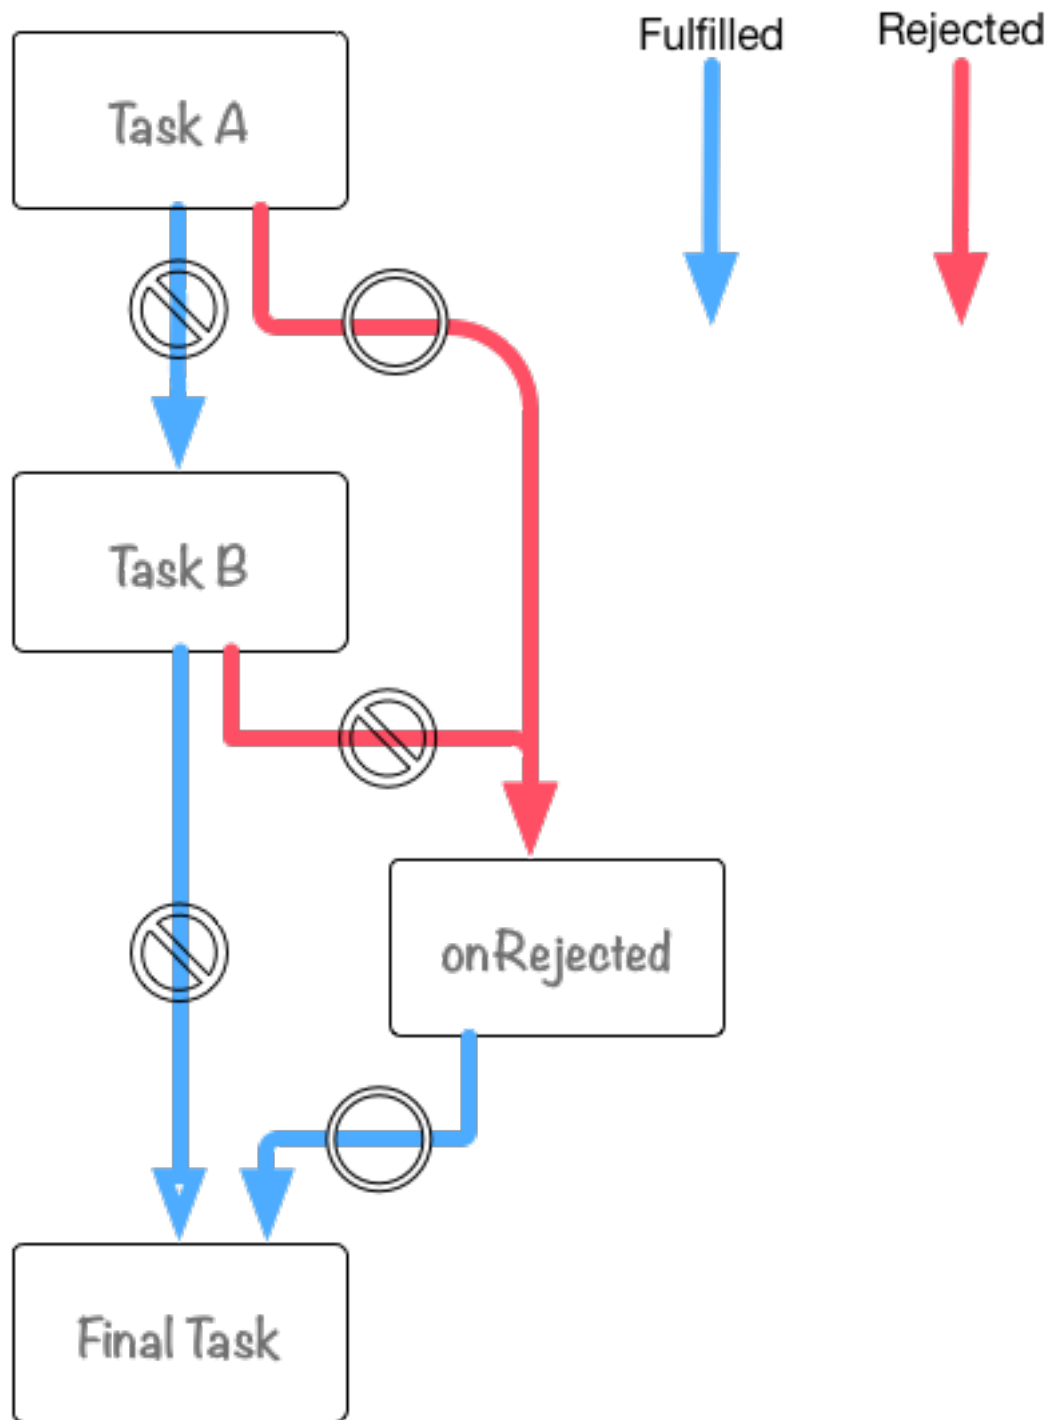 Fulfilled
Rejected
Task A
Task B
onRejected
Final Task